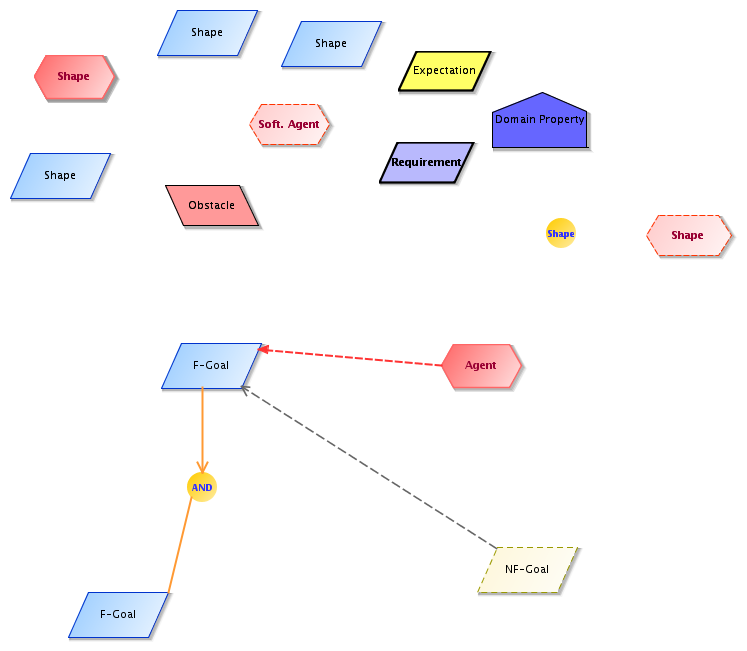 Shape
Shape
Expectation
Shape
Domain Property
Soft. Agent
Requirement
Shape
Obstacle
Shape
Shape
F-Goal
Agent
AND
NF-Goal
F-Goal